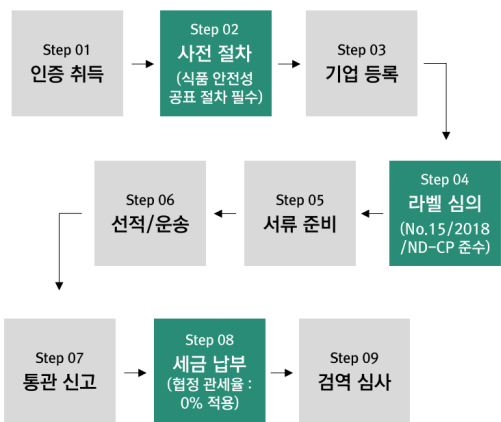 Step 01
인증 취득
Step 02
사전 절차
(식품 안전성
공표 절차 필수)
Step 03
기업 등록
Step 04
라벨 심의
(No.15/2018
/ND-CP 준수)
Step 05
서류 준비
Step 06
선적/운송
Step 07
통관 신고
Step 08
세금 납부
(협정 관세율 :
0% 적용)
Step 09
검역 심사